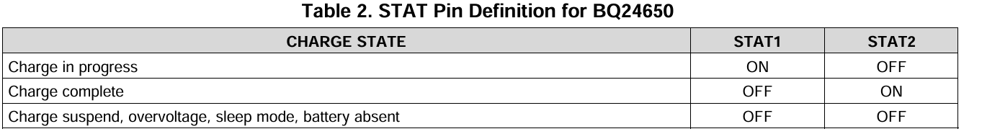 Table 2. STAT Pin Definition for BQ24650
CHARGE STATE STAT1 STAT2
Charge in progress ON OFF
Charge complete OFF ON
Charge suspend, overvoltage, sleep mode, battery absent OFF OFF